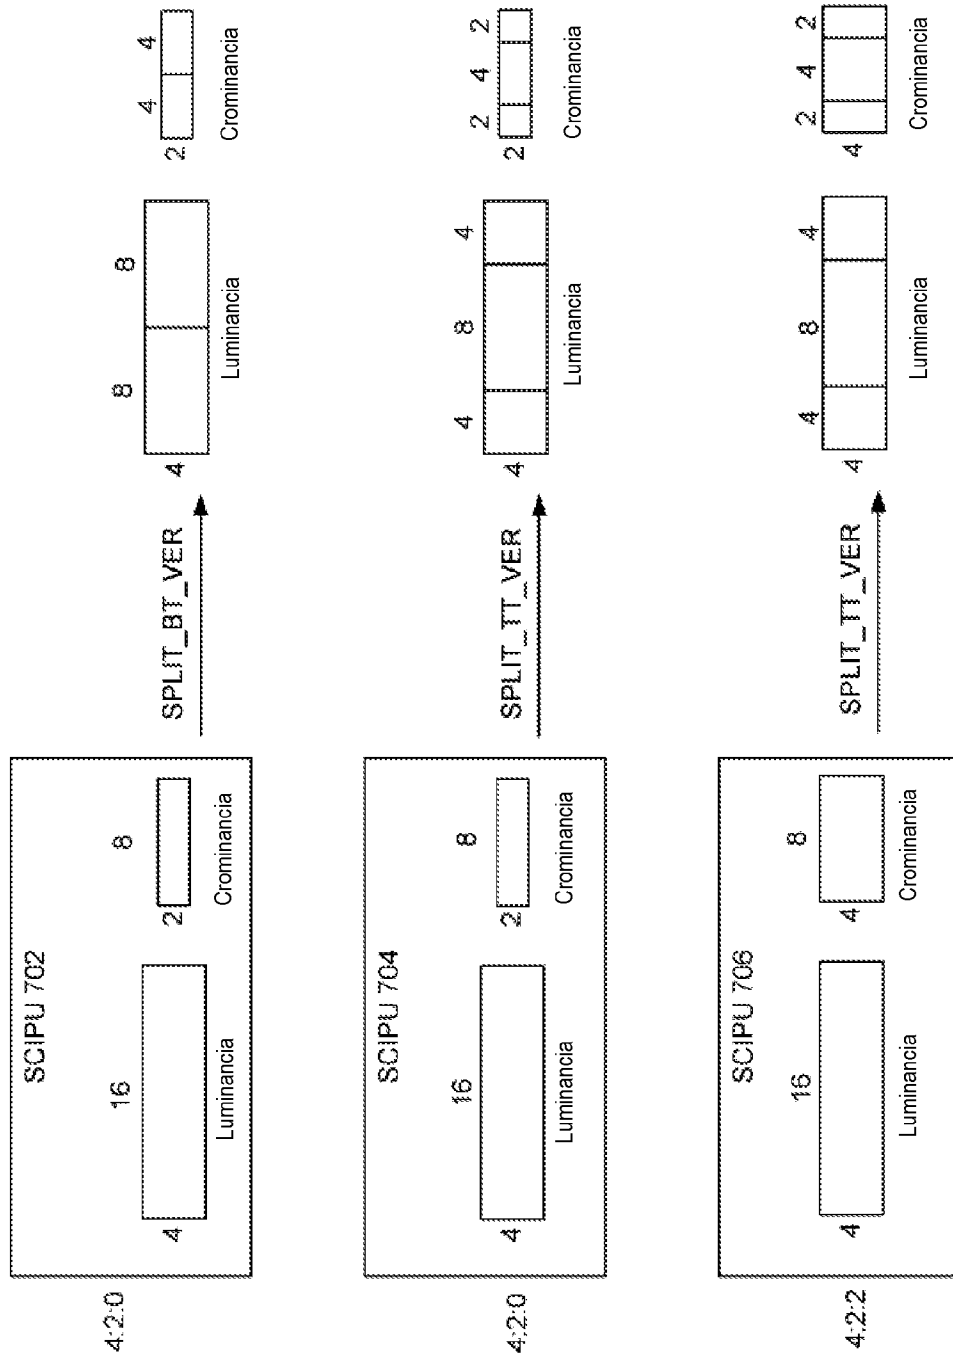 4:2:0
SCIPU 702
16
4
Luminancia
8
2
Crominancia
SPLIT_BT_VER
8 8
4
Luminancia
4 4
2
Crominancia
4:2:0
SCIPU 704
16
4
Luminancia
8
2
Crominancia
SPLIT_TT_VER
4 8 4
4
Luminancia
2 4 2
2
Crominancia
4:2:2
SCIPU 706
16
4
Luminancia
8
4
Crominancia
SPLIT_TT_VER
4 8 4
4
Luminancia
2 4 2
4
Crominancia